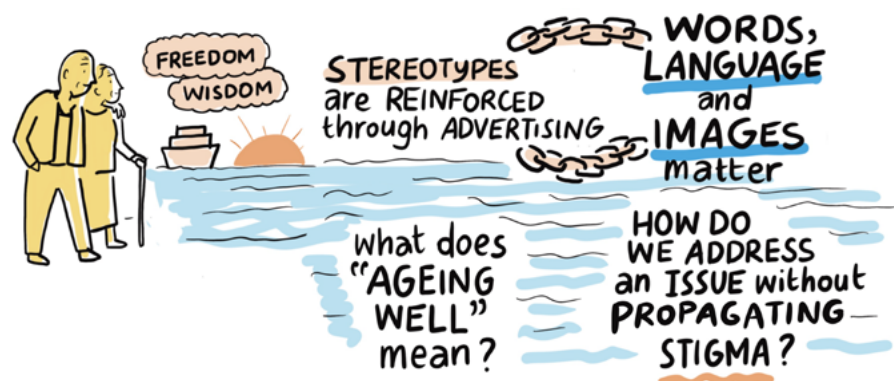 FREEDOM
WISDOM
STEREOTYPES
are REINFORCED
through ADVERTISING
WORDS,
LANGUAGE
and
IMAGES
matter
what does
"AGEING
WELL"
mean?
HOW DO
WE ADDRESS
an ISSUE without
PROPAGATING
STIGMA?